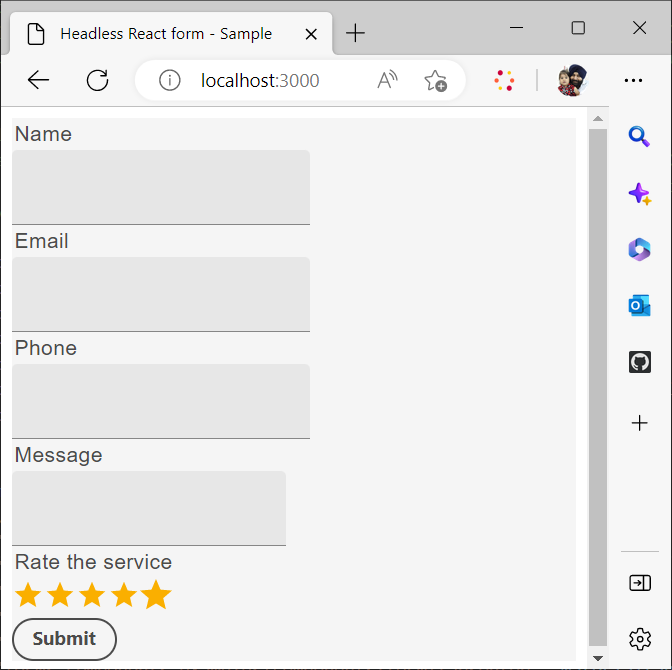 Headless React form - Sample
localhost:3000
Name
Email
Phone
Message
Rate the service
Submit